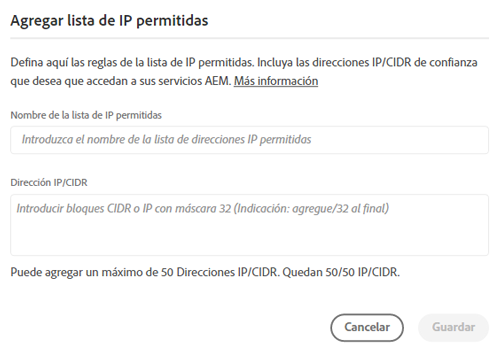 Agregar lista de IP permitidas
Defina aquí las reglas de la lista de IP permitidas. Incluya las direcciones IP/CIDR de confianza
que desea que accedan a sus servicios AEM. Más información
Nombre de la lista de IP permitidas
Introduzca el nombre de la lista de direcciones IP permitidas
Dirección IP/CIDR
Introducir bloques CIDR o IP con máscara 32 (Indicación: agregue/32 al final)
Puede agregar un máximo de 50 Direcciones IP/CIDR. Quedan 50/50 IP/CIDR.
Cancelar Guardar